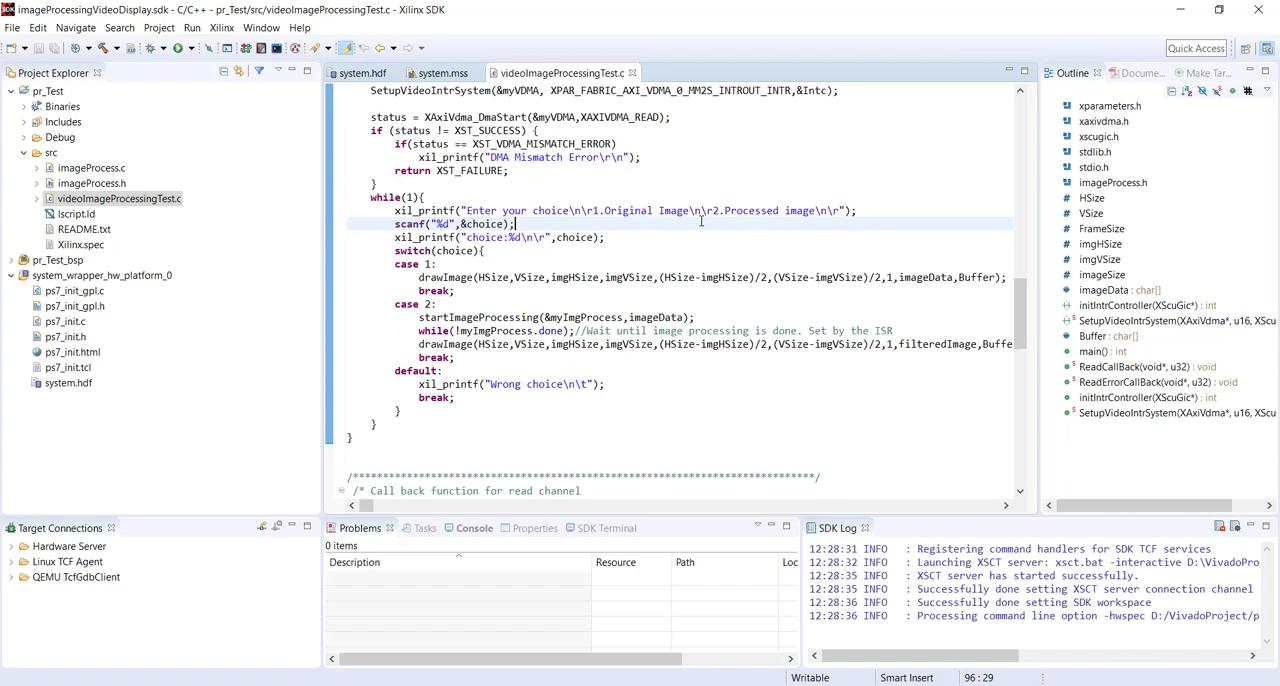 imageProcessingVideoDisplay.sdk - C/C++ - pr_Test/src/videoImageProcessingTest.c - Xilinx SDK
File Edit Navigate Search Project Run Xilinx Window Help
Quick Access
Project Explorer
pr_Test
Binaries
Includes
Debug
src
imageProcess.c
imageProcess.h
videoImageProcessingTest.c
lscript.ld
README.txt
Xilinx.spec
pr_Test_bsp
system_wrapper_hw_platform_0
ps7_init_gpl.c
ps7_init_gpl.h
ps7_init.c
ps7_init.h
ps7_init.html
ps7_init.tcl
system.hdf
system.hdf system.mss videoImageProcessingTest.c
SetupVideoIntrSystem(&myVDMA, XPAR_FABRIC_AXI_VDMA_0_MM2S_INTROUT_INTR,&Intc);
status = XAxiVdma_DmaStart(&myVDMA,XAXIVDMA_READ);
if (status != XST_SUCCESS) {
if(status == XST_VDMA_MISMATCH_ERROR)
xil_printf("DMA Mismatch Error\r\n");
return XST_FAILURE;
}
while(1){
xil_printf("Enter your choice\n\r1.Original Image\n\r2.Processed image\n\r");
scanf("%d",&choice);
xil_printf("choice:%d\n\r",choice);
switch(choice){
case 1:
drawImage(HSize,VSize,imgHSize,imgVSize,(HSize-imgHSize)/2,(VSize-imgVSize)/2,1,imageData,Buffer);
break;
case 2:
startImageProcessing(&myImgProcess,imageData);
while(!myImgProcess.done);//Wait until image processing is done. Set by the ISR
drawImage(HSize,VSize,imgHSize,imgVSize,(HSize-imgHSize)/2,(VSize-imgVSize)/2,1,filteredImage,Buffe
break;
default:
xil_printf("Wrong choice\n\t");
break;
}
}
}
/******************************************************************************/
/* Call back function for read channel
Outline Docume... Make Tar...
xparameters.h
xaxivdma.h
xscugic.h
stdlib.h
stdio.h
imageProcess.h
HSize
VSize
FrameSize
imgHSize
imgVSize
imageSize
imageData : char[]
initIntrController(XScuGic*) : int
SetupVideoIntrSystem(XAxiVdma*, u16, XScu
Buffer : char[]
main() : int
ReadCallBack(void*, u32) : void
ReadErrorCallBack(void*, u32) : void
initIntrController(XScuGic*) : int
SetupVideoIntrSystem(XAxiVdma*, u16, XScu
Target Connections
Hardware Server
Linux TCF Agent
QEMU TcfGdbClient
Problems Tasks Console Properties SDK Terminal
0 items
Description Resource Path Loc
SDK Log
12:28:31 INFO : Registering command handlers for SDK TCF services
12:28:32 INFO : Launching XSCT server: xsct.bat -interactive D:\VivadoPro
12:28:35 INFO : XSCT server has started successfully.
12:28:35 INFO : Successfully done setting XSCT server connection channel
12:28:36 INFO : Successfully done setting SDK workspace
12:28:36 INFO : Processing command line option -hwspec D:/VivadoProject/p
Writable Smart Insert 96 : 29